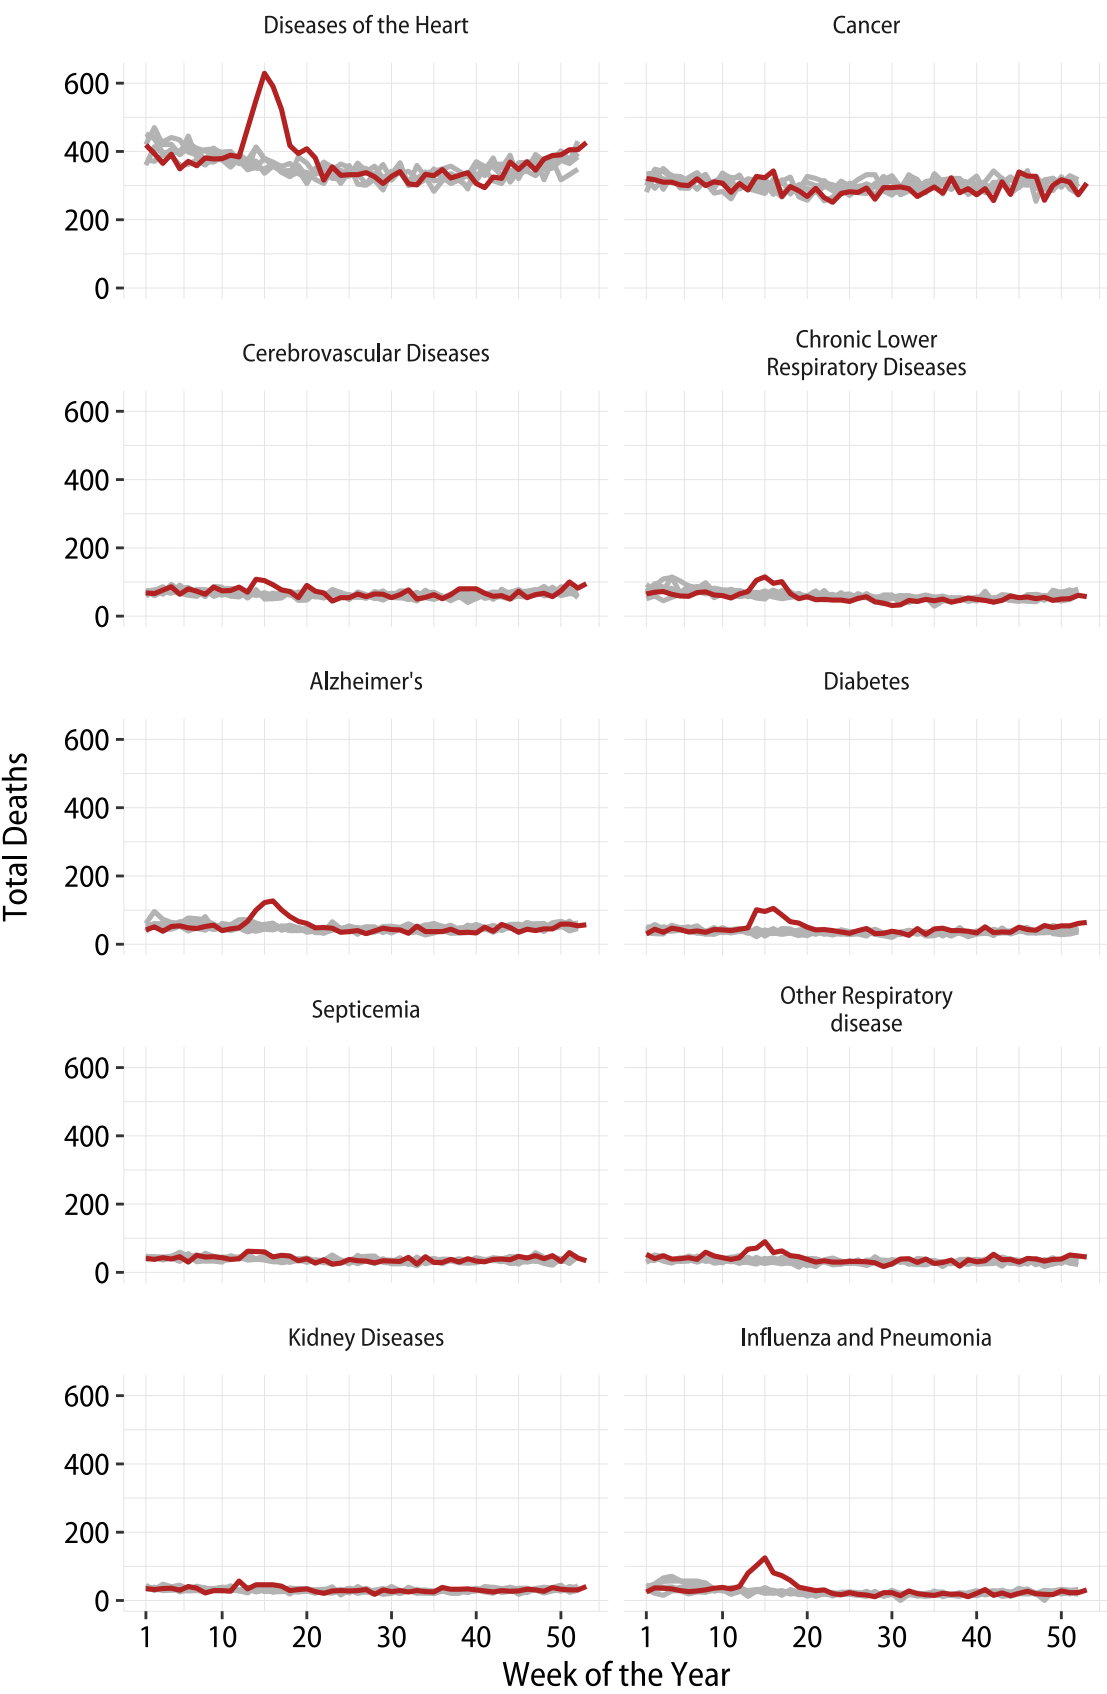 Diseases of the Heart
Cancer
600
400
200
0
Cerebrovascular Diseases
Chronic Lower
Respiratory Diseases
600
400
200
0
Alzheimer's
Diabetes
Total Deaths
600
400
200
0
Septicemia
Other Respiratory
disease
600
400
200
0
Kidney Diseases
Influenza and Pneumonia
600
400
200
0
1 10 20 30 40 50
1 10 20 30 40 50
Week of the Year